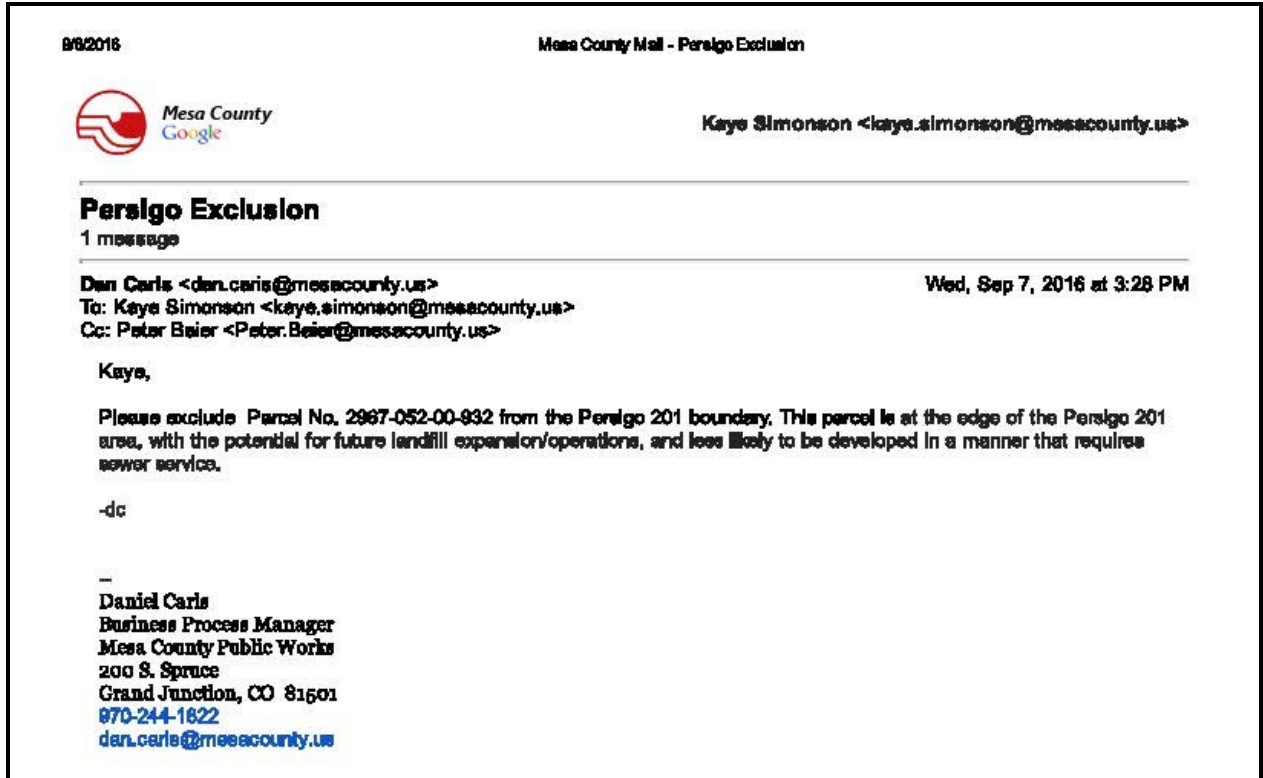 9/8/2016
Mesa County Mail - Persigo Exclusion
Mesa County
Google
Kaye Simonson <kaye.simonson@mesacounty.us>
Persigo Exclusion
1 message
Dan Caris <dan.caris@mesacounty.us>
Wed, Sep 7, 2016 at 3:28 PM
To: Kaye Simonson <kaye.simonson@mesacounty.us>
Cc: Peter Baier <Peter.Baier@mesacounty.us>
Kaye,
Please exclude Parcel No. 2967-052-00-932 from the Persigo 201 boundary. This parcel is at the edge of the Persigo 201
area, with the potential for future landfill expansion/operations, and less likely to be developed in a manner that requires
sewer service.
-dc
--
Daniel Caris
Business Process Manager
Mesa County Public Works
200 S. Spruce
Grand Junction, CO 81501
970-244-1822
dan.caris@mesacounty.us